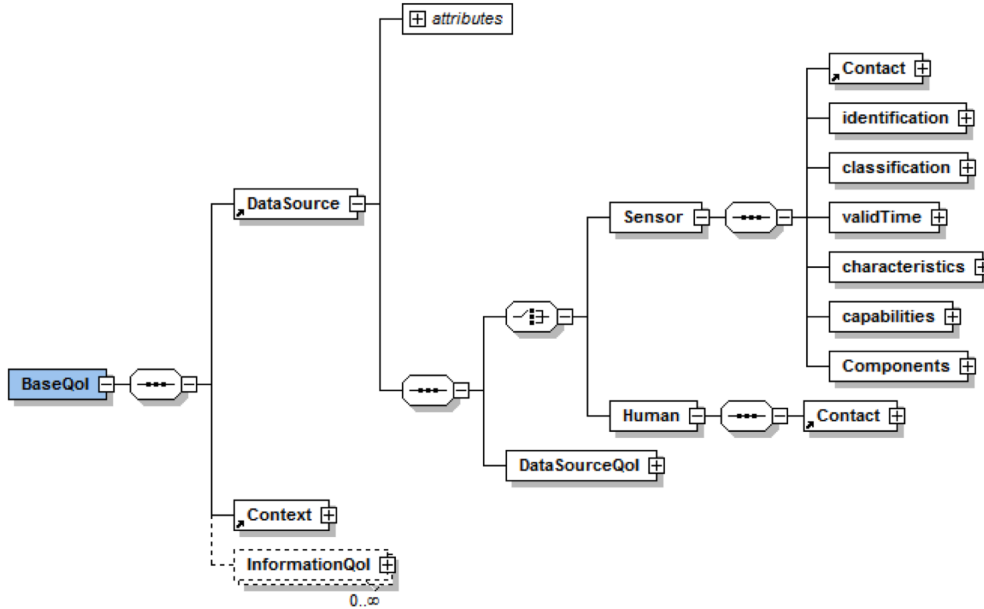 attributes
Contact
identification
classification
DataSource
Sensor
validTime
characteristics
capabilities
BaseQoI
Components
Human
Contact
DataSourceQoI
Context
InformationQoI
0..∞